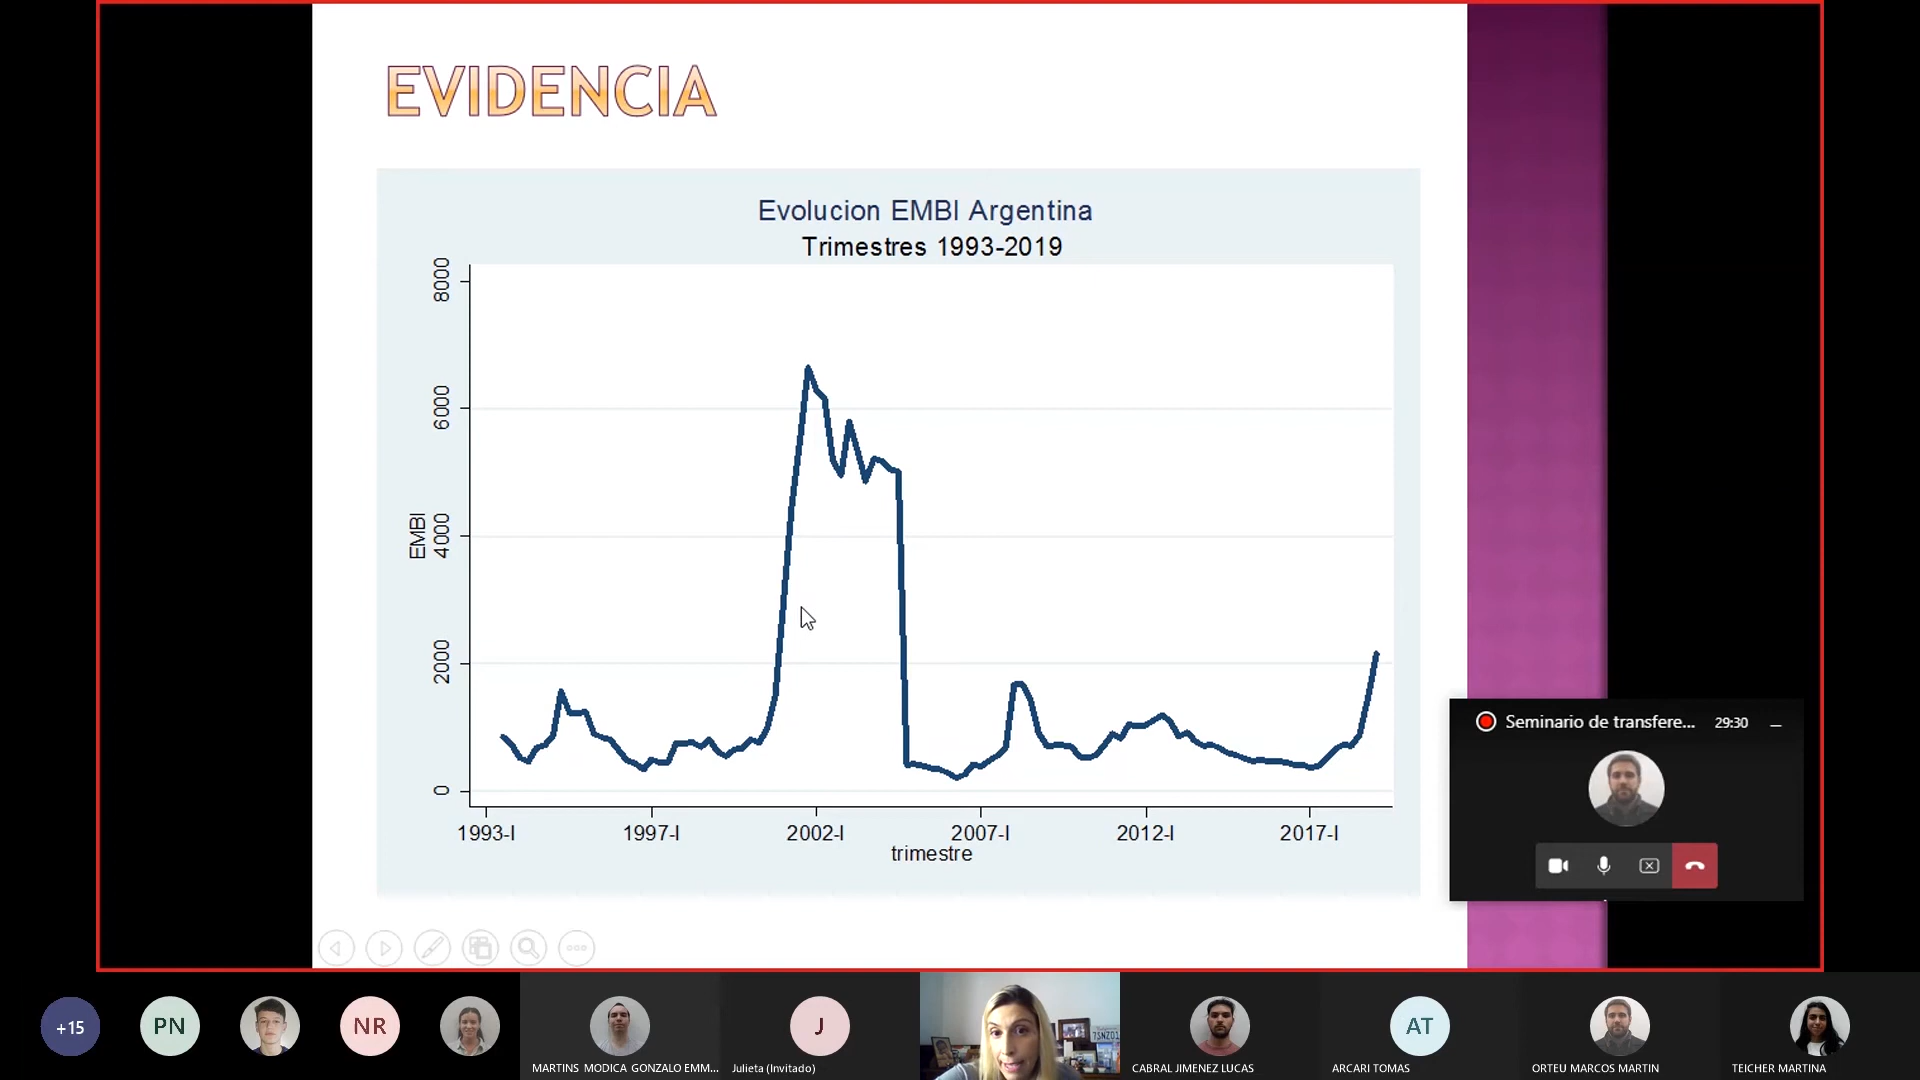 EVIDENCIA
Evolucion EMBI Argentina
Trimestres 1993-2019
8000
6000
4000
2000
0
EMBI
1993-I
1997-I
2002-I
2007-I
2012-I
2017-I
trimestre
Seminario de transfere...
29:30
+15
PN
NR
J
AT
MARTINS MODICA GONZALO EMM...
Julieta (Invitado)
CABRAL JIMENEZ LUCAS
ARCARI TOMAS
ORTEU MARCOS MARTIN
TEICHER MARTINA